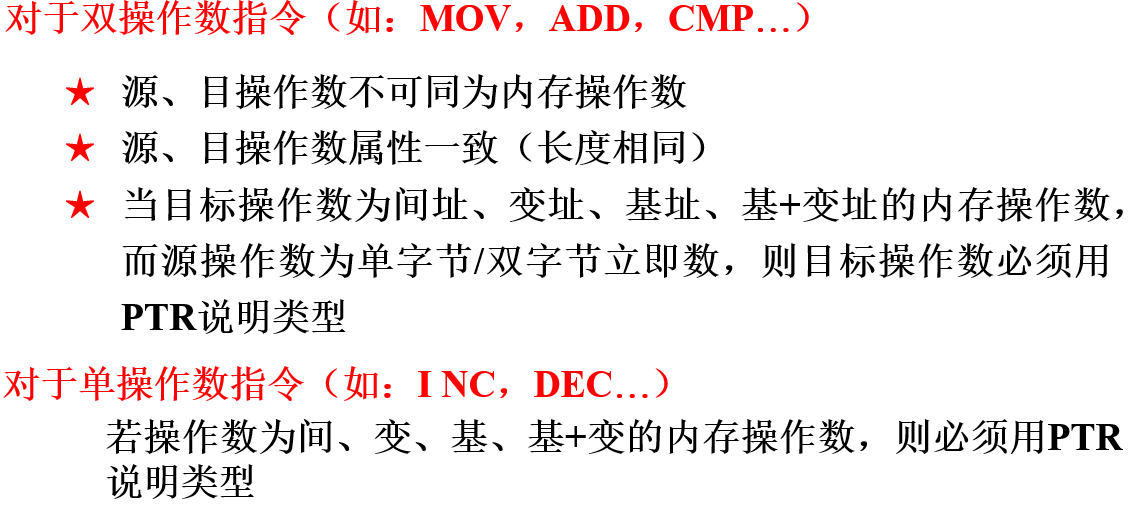 对于双操作数指令（如：MOV，ADD，CMP…）
★ 源、目操作数不可同为内存操作数
★ 源、目操作数属性一致（长度相同）
★ 当目标操作数为间址、变址、基址、基+变址的内存操作数，
而源操作数为单字节/双字节立即数，则目标操作数必须用
PTR说明类型
对于单操作数指令（如：I NC，DEC…）
若操作数为间、变、基、基+变的内存操作数，则必须用PTR
说明类型